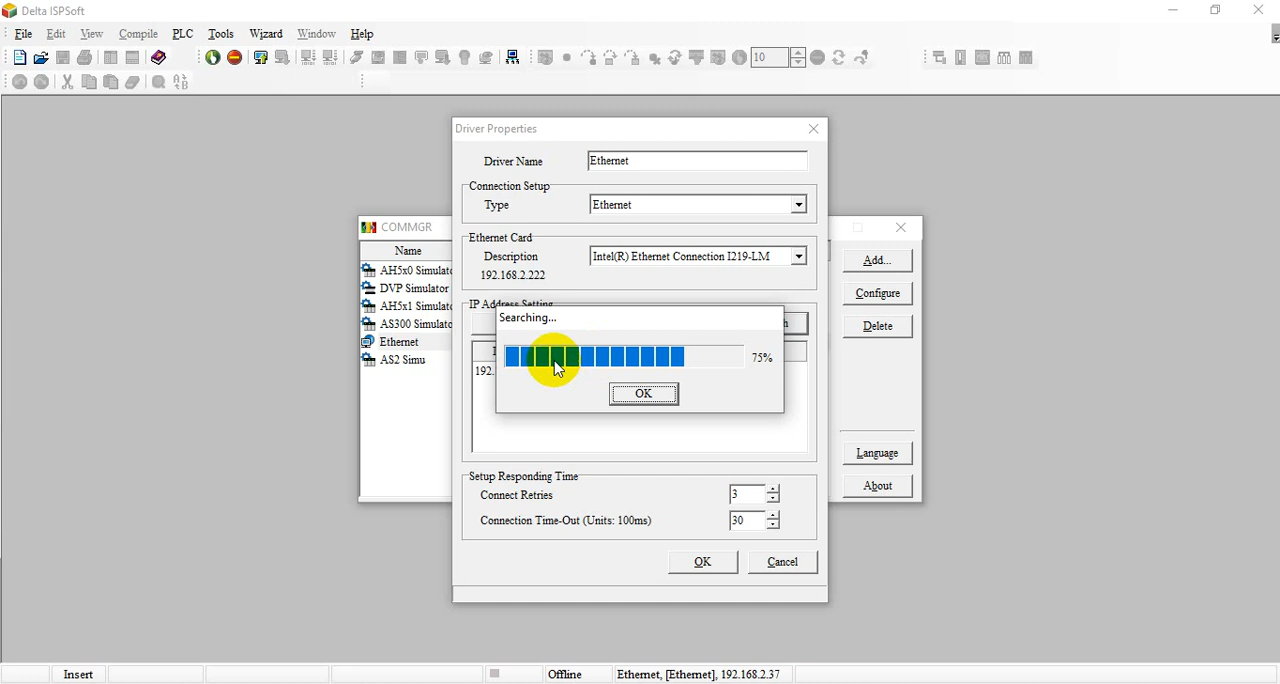 Delta ISPSoft
File Edit View Compile PLC Tools Wizard Window Help
10
Driver Properties
Driver Name Ethernet
Connection Setup
Type Ethernet
COMMGR
Name
Ethernet Card
Description Intel(R) Ethernet Connection I219-LM
192.168.2.222
Add...
AH5x0 Simulat
DVP Simulator
Configure
AH5x1 Simulat
IP Address Setting
Searching...
AS300 Simulat
Delete
Ethernet
AS2 Simu
75%
192.
OK
Language
Setup Responding Time
About
Connect Retries 3
Connection Time-Out (Units: 100ms) 30
OK Cancel
Insert Offline Ethernet, [Ethernet], 192.168.2.37